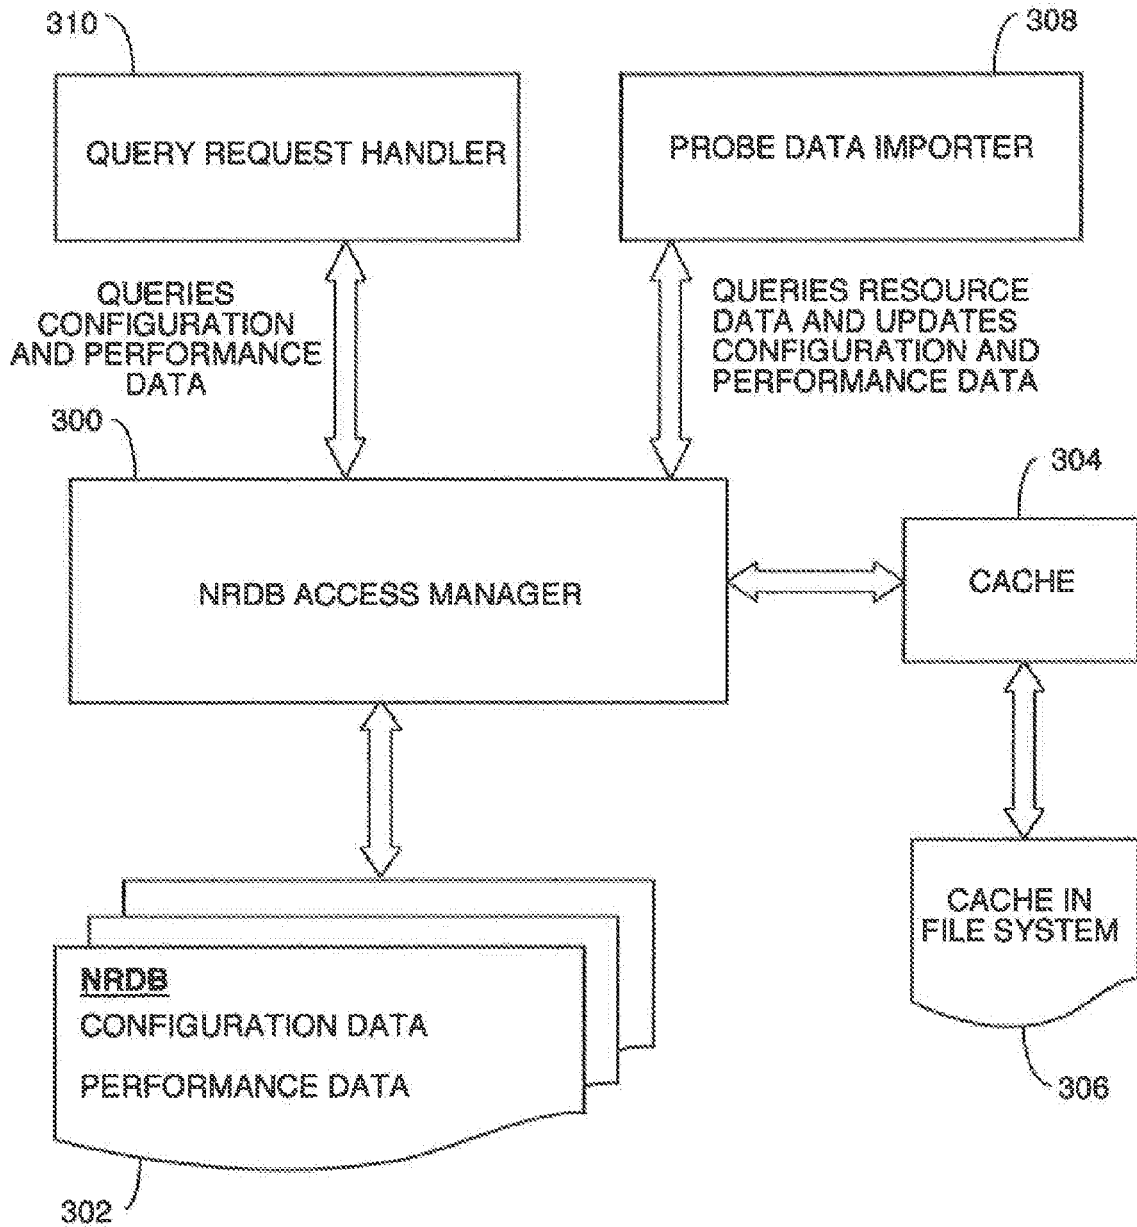 310
308
QUERY REQUEST HANDLER
PROBE DATA IMPORTER
QUERIES
CONFIGURATION
AND PERFORMANCE
DATA
QUERIES RESOURCE
DATA AND UPDATES
CONFIGURATION AND
PERFORMANCE DATA
300
304
NRDB ACCESS MANAGER
CACHE
CACHE IN
FILE SYSTEM
NRDB
CONFIGURATION DATA
PERFORMANCE DATA
306
302